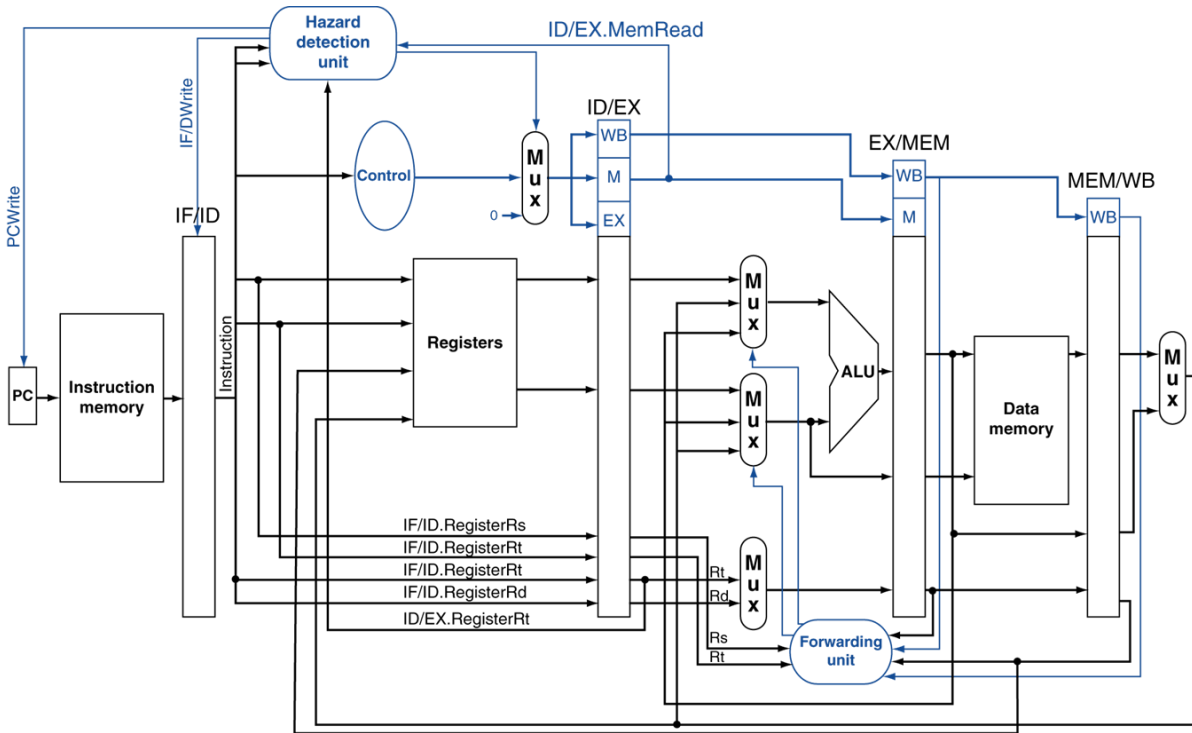 Hazard
detection
unit
ID/EX.MemRead
IF/DWrite
PCWrite
ID/EX
WB
M
EX
Control
M
u
x
0
EX/MEM
WB
M
MEM/WB
WB
IF/ID
Instruction
PC
Instruction
memory
Registers
M
u
x
M
u
x
ALU
Data
memory
M
u
x
IF/ID.RegisterRs
IF/ID.RegisterRt
IF/ID.RegisterRt
IF/ID.RegisterRd
ID/EX.RegisterRt
Rt
Rd
M
u
x
Rs
Rt
Forwarding
unit